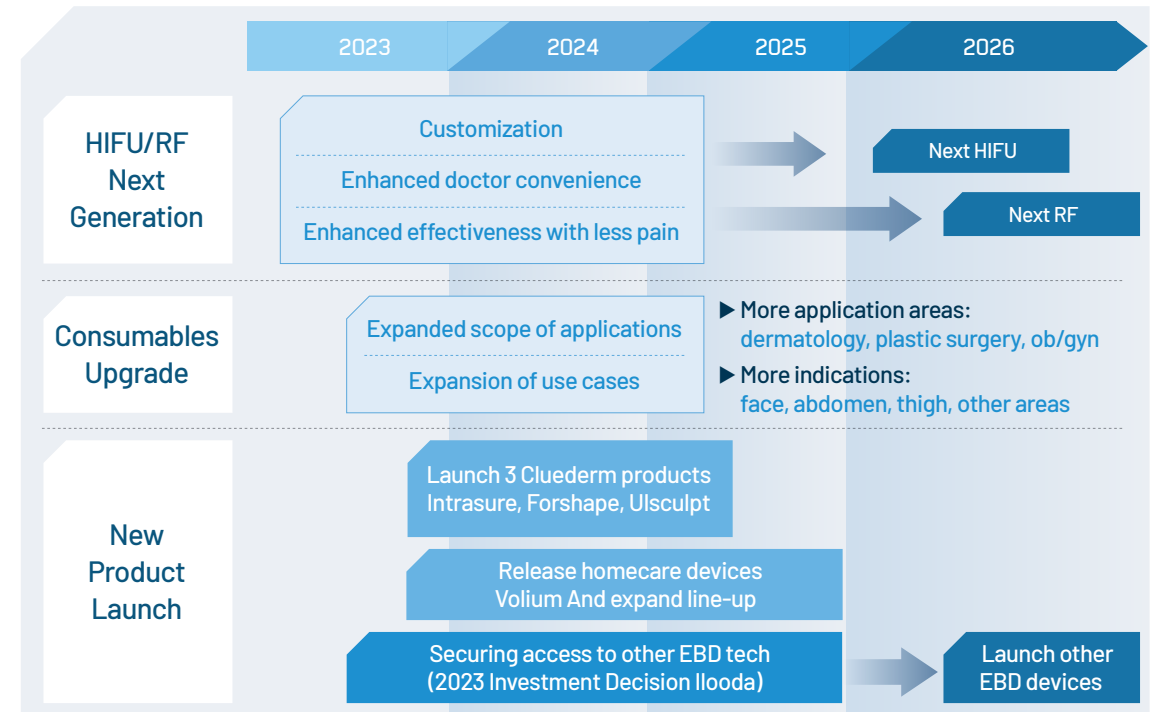 2023
2024
2025
2026
HIFU/RF
Next
Generation
Customization
Enhanced doctor convenience
Enhanced effectiveness with less pain
Next HIFU
Next RF
Consumables
Upgrade
Expanded scope of applications
Expansion of use cases
▶ More application areas:
dermatology, plastic surgery, ob/gyn
▶ More indications:
face, abdomen, thigh, other areas
New
Product
Launch
Launch 3 Cluederm products
Intrasure, Forshape, Ulsculpt
Release homecare devices
Volium And expand line-up
Securing access to other EBD tech
(2023 Investment Decision Ilooda)
Launch other
EBD devices